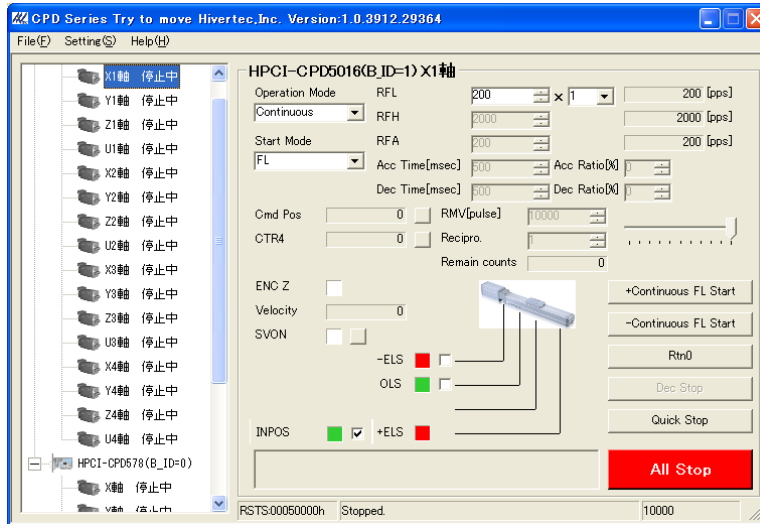 CPD Series Try to move Hivertec,Inc. Version:1.0.3912.29364
File(F) Setting(S) Help(H)
X1軸 停止中
Y1軸 停止中
Z1軸 停止中
U1軸 停止中
X2軸 停止中
Y2軸 停止中
Z2軸 停止中
U2軸 停止中
X3軸 停止中
Y3軸 停止中
Z3軸 停止中
U3軸 停止中
X4軸 停止中
Y4軸 停止中
Z4軸 停止中
U4軸 停止中
HPCI-CPD578(B_ID=0)
X軸 停止中
Y軸 停止中
HPCI-CPD5016(B_ID=1) X1軸
Operation Mode
Continuous
Start Mode
FL
RFL 200 × 1 200 [pps]
RFH 2000 2000 [pps]
RFA 200 200 [pps]
Acc Time[msec] 500 Acc Ratio[%] 0
Dec Time[msec] 500 Dec Ratio[%] 0
Cmd Pos 0 RMV[pulse] 10000
CTR4 0 Recipro. 1
Remain counts 0
ENC Z
Velocity 0
SVON
-ELS
OLS
INPOS +ELS
+Continuous FL Start
-Continuous FL Start
Rtn0
Dec Stop
Quick Stop
All Stop
RSTS:00050000h Stopped. 10000